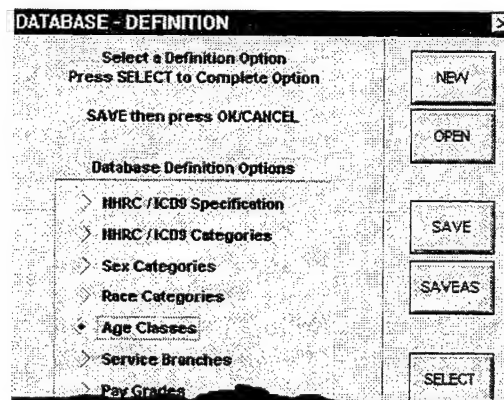 DATABASE - DEFINITION
Select a Definition Option
Press SELECT to Complete Option
SAVE then press OK/CANCEL
Database Definition Options
NHRC / ICD9 Specification
NHRC / ICD9 Categories
Sex Categories
Race Categories
Age Classes
Service Branches
Pay Grades
NEW
OPEN
SAVE
SAVEAS
SELECT